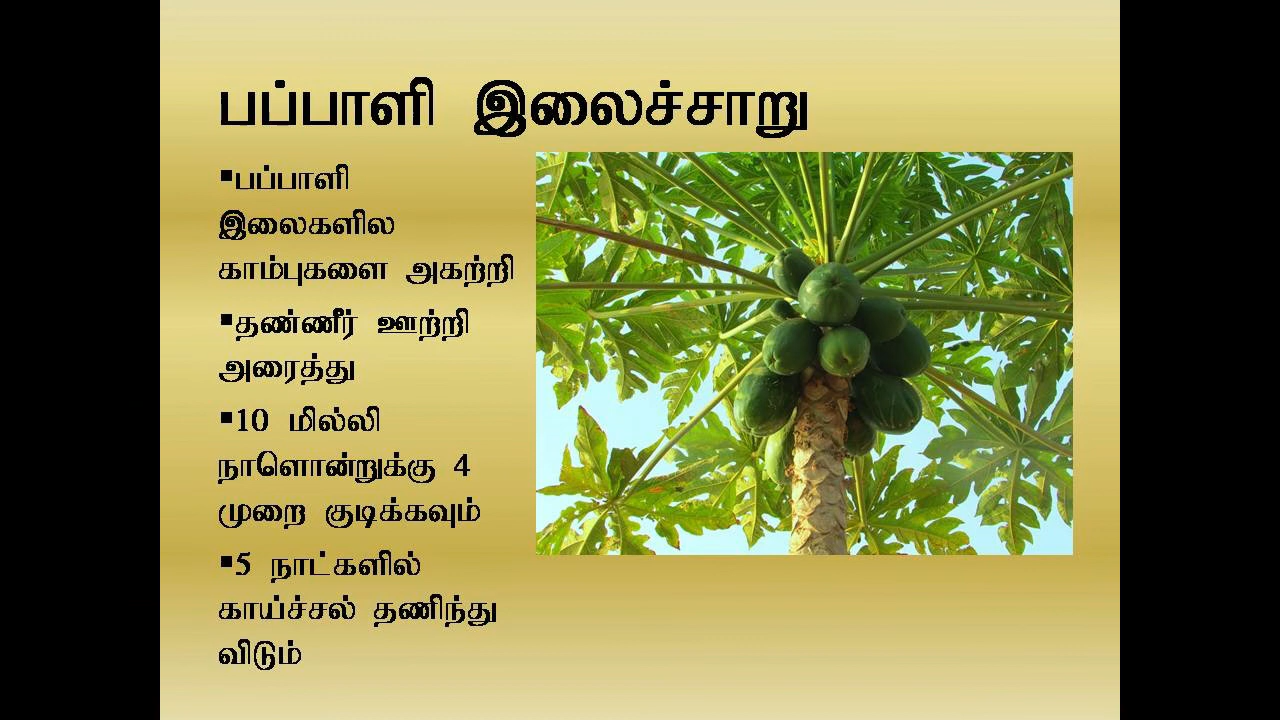 பப்பாளி இலைச்சாறு
▪பப்பாளி
இலைகளில
காம்புகளை அகற்றி
▪தண்ணீர் ஊற்றி
அரைத்து
▪10 மில்லி
நாளொன்றுக்கு 4
முறை குடிக்கவும்
▪5 நாட்களில்
காய்ச்சல் தணிந்து
விடும்